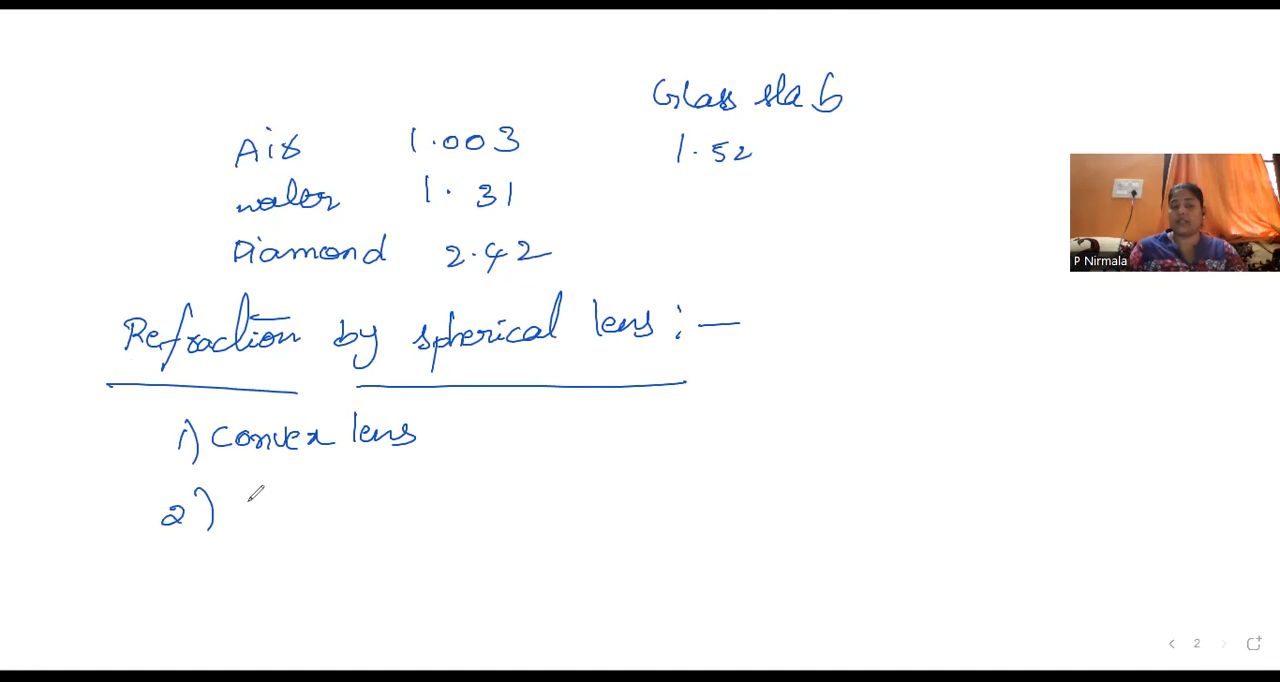 Glass slab
Air 1.003 1.52
water 1.31
Diamond 2.42
Refraction by spherical lens :—
1) Convex lens
2)
P Nirmala
2